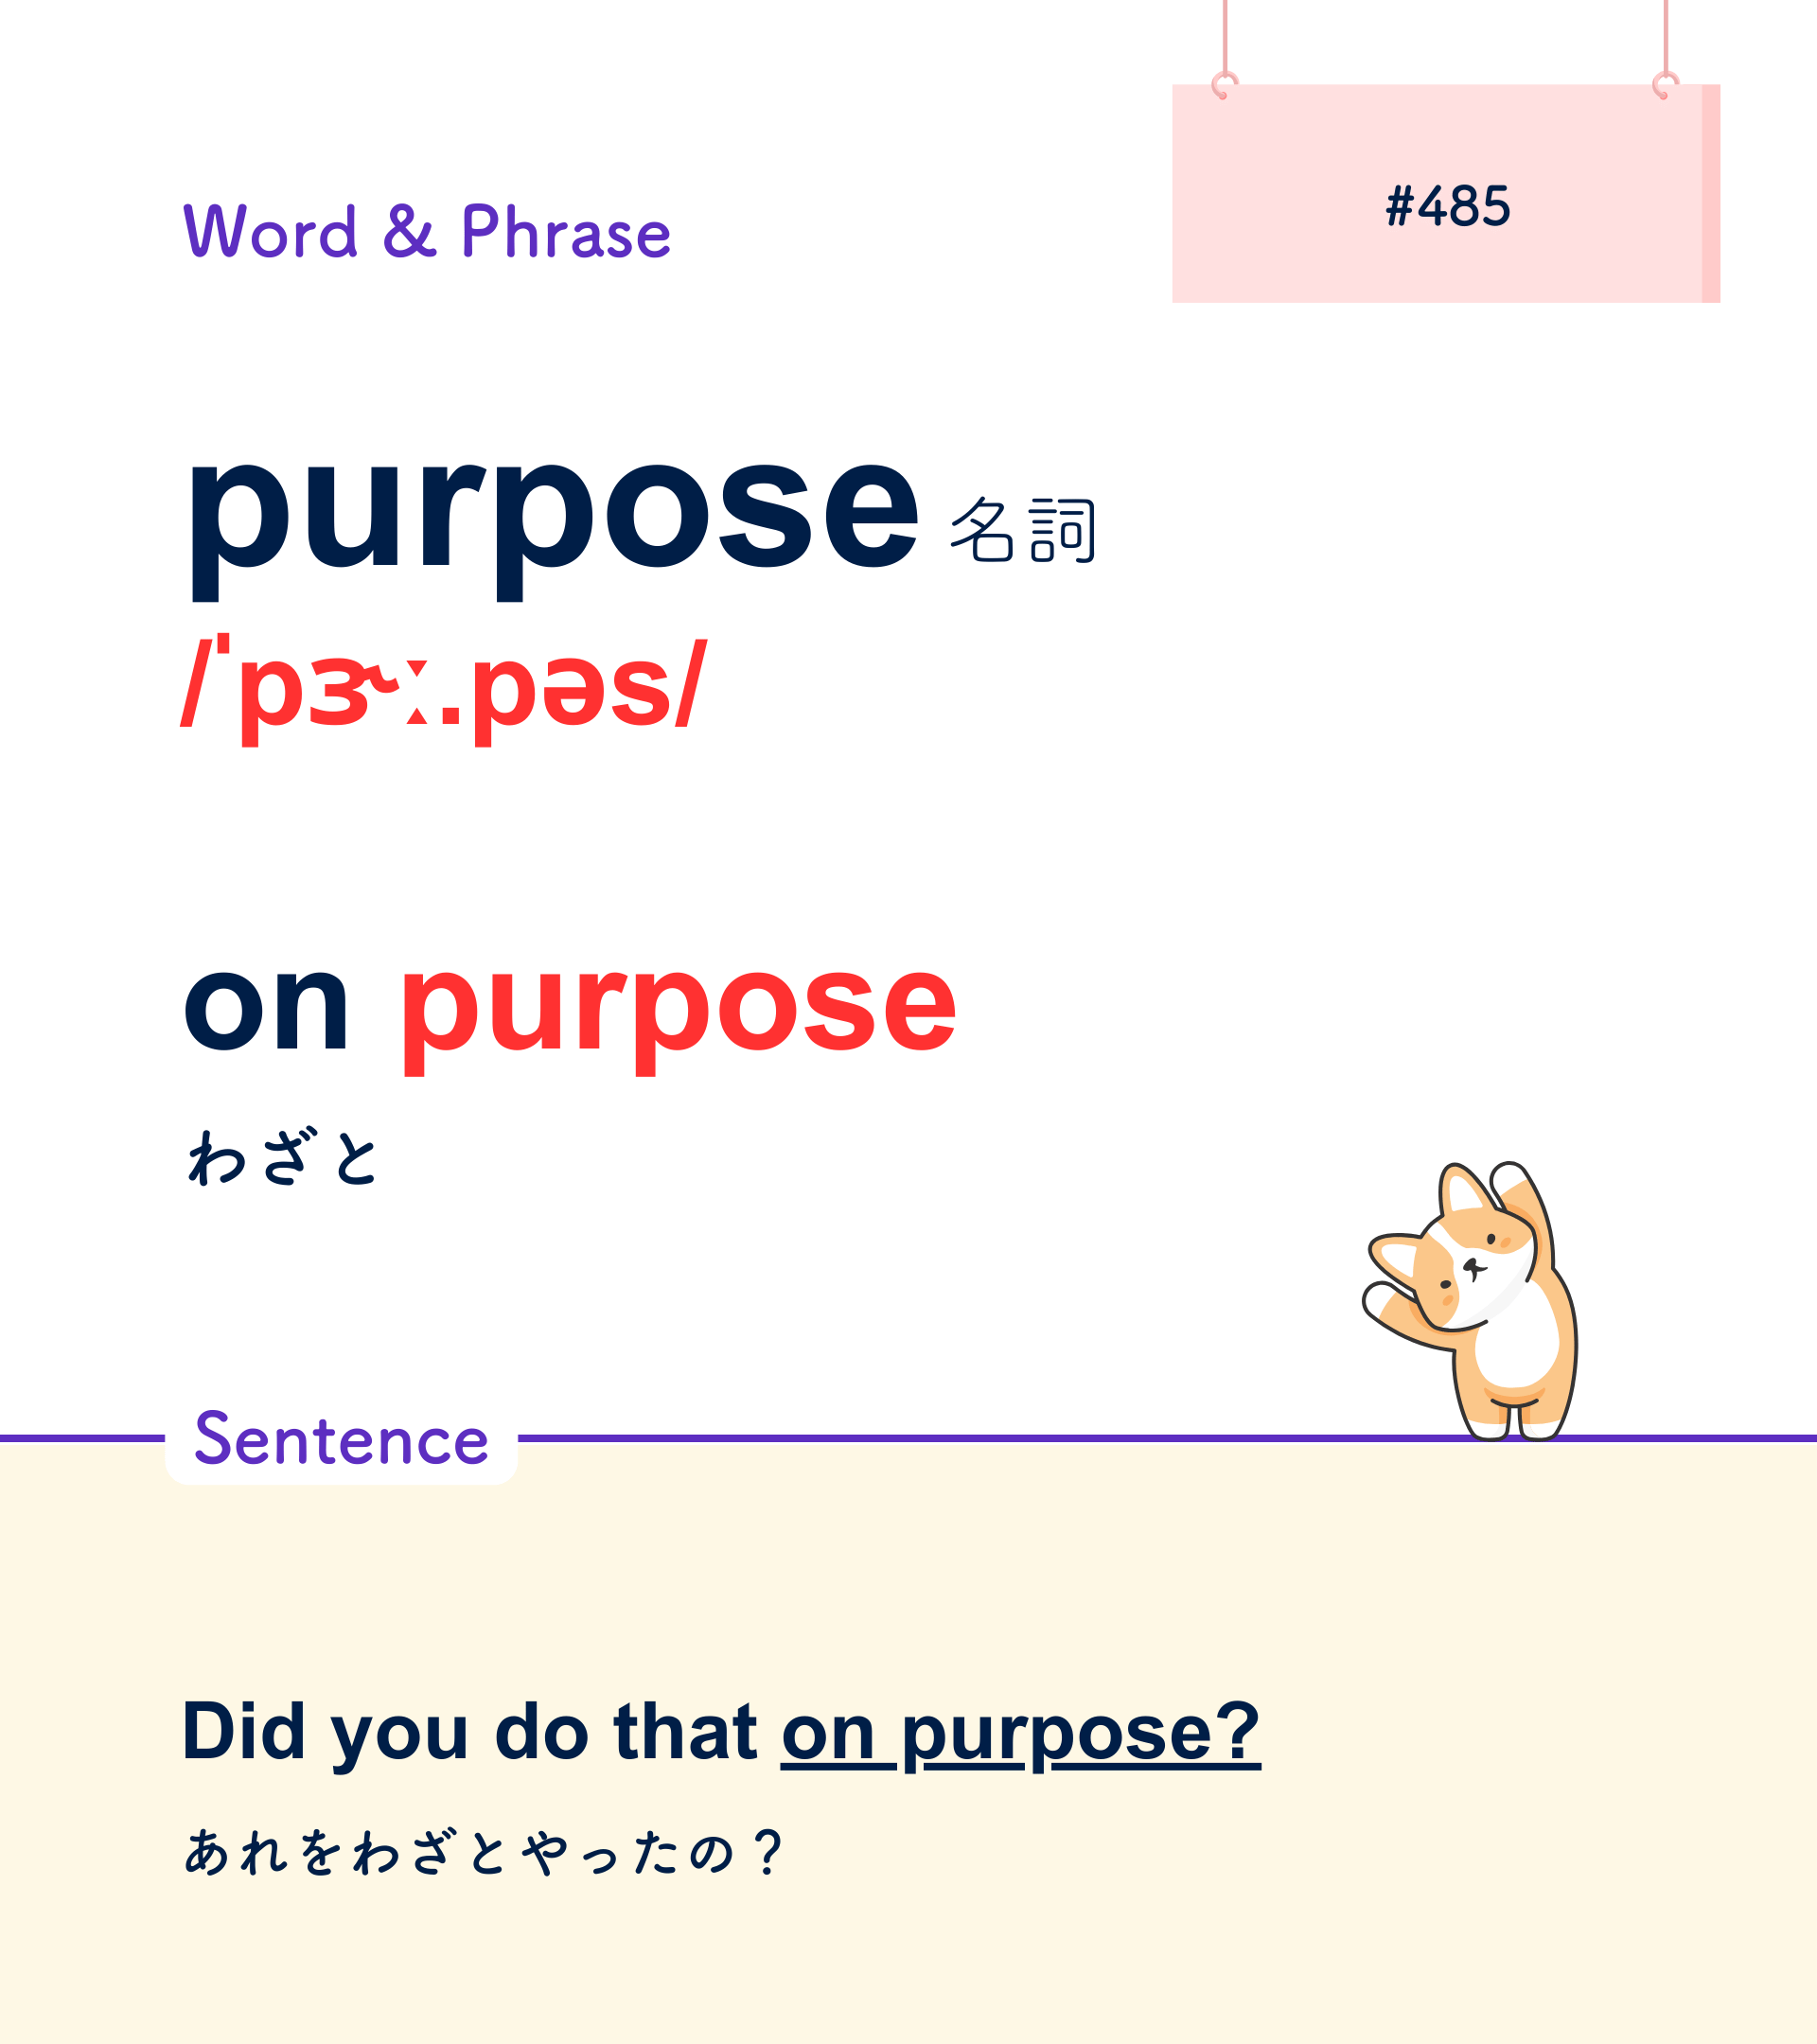 #485
Word & Phrase
purpose 名詞
/ˈpɝː.pəs/
on purpose
わざと
Sentence
Did you do that on purpose?
あれをわざとやったの？